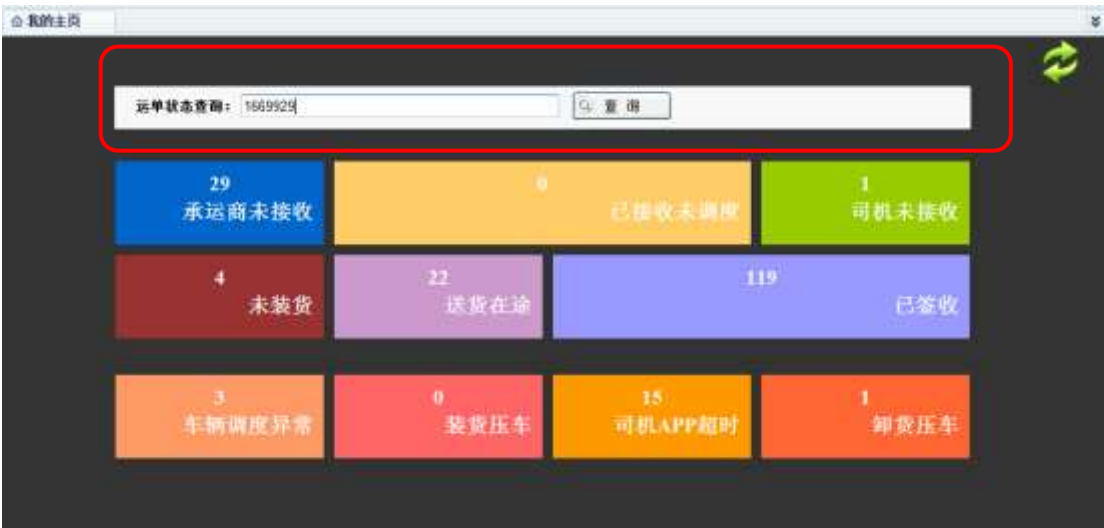 我的主页
运单状态查询： 1669929 查 询
29
承运商未接收
0
已接收未调度
1
司机未接收
4
未装货
22
送货在途
119
已签收
3
车辆调度异常
0
装货压车
15
司机APP超时
1
卸货压车